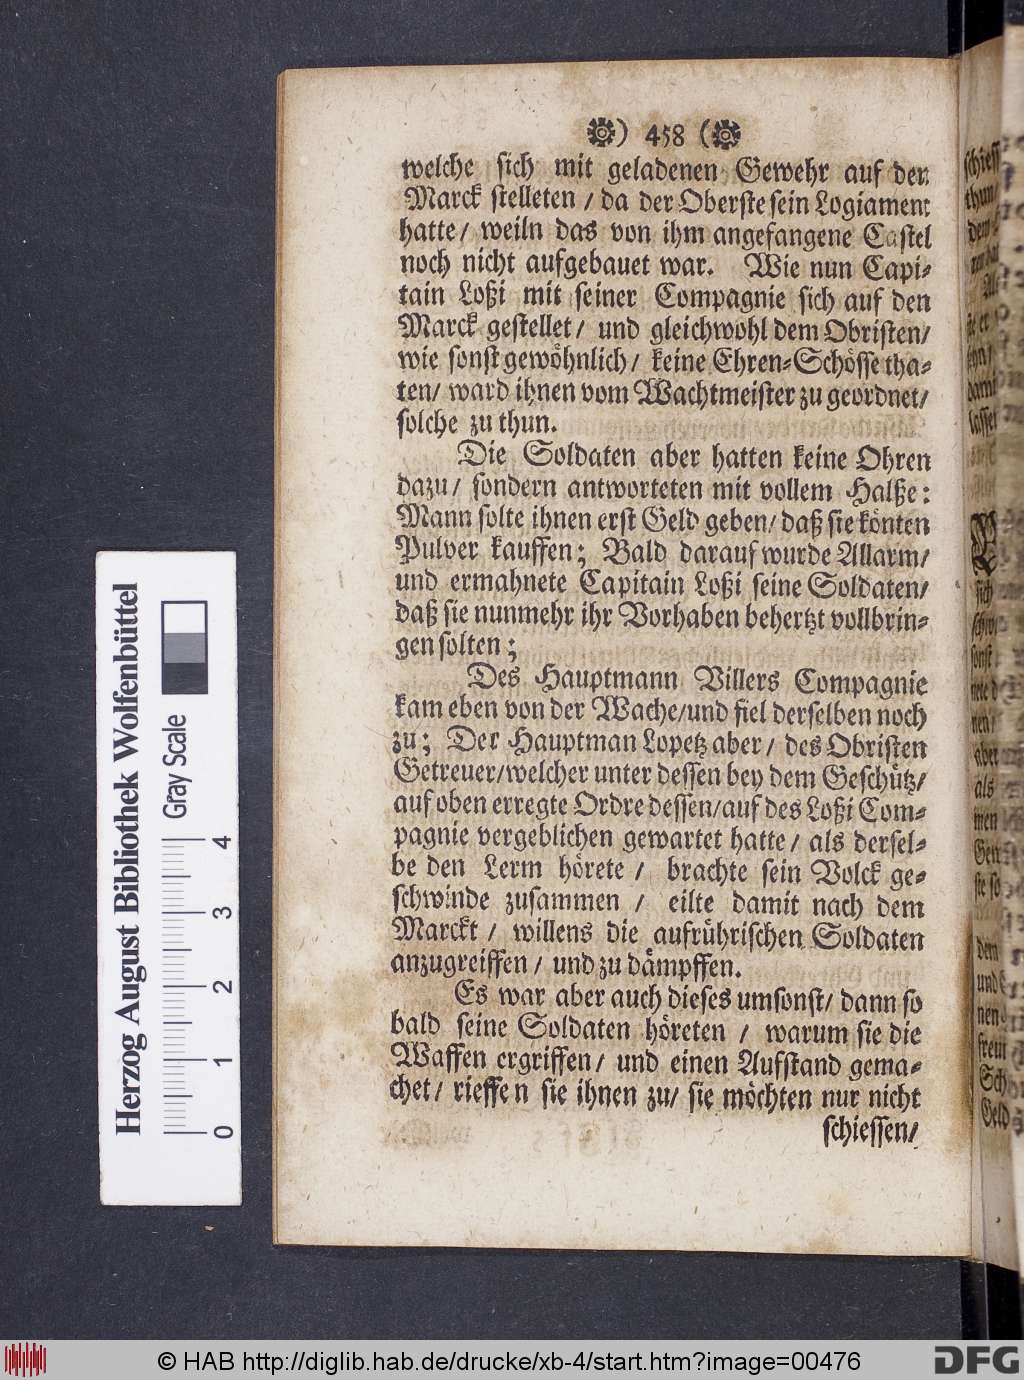 ) 458 (
welche sich mit geladenen Gewehr auf den
Marck stelleten / da der Oberste sein Logiament
hatte / weiln das von ihm angefangene Castel
noch nicht aufgebauet war. Wie nun Capi-
tain Loßi mit seiner Compagnie sich auf den
Marck gestellet / und gleichwohl dem Obristen /
wie sonst gewöhnlich / keine Ehren-Schösse tha-
ten / ward ihnen vom Wachtmeister zu geordnet /
solche zu thun.
Die Soldaten aber hatten keine Ohren
dazu / sondern antworteten mit vollem Halße:
Mann solte ihnen erst Geld geben / daß sie könten
Pulver kauffen; Bald darauf wurde Allarm /
und ermahnete Capitain Loßi seine Soldaten /
daß sie nunmehr ihr Vorhaben behertzt vollbrin-
gen solten;
Des Hauptmann Villers Compagnie
kam eben von der Wache / und fiel derselben noch
zu; Der Hauptman Lopetz aber / des Obristen
Getreuer / welcher unter dessen bey dem Geschütz /
auf oben erregte Ordre dessen / auf des Loßi Com-
pagnie vergeblichen gewartet hatte / als dersel-
be den Lerm hörete / brachte sein Volck ge-
schwinde zusammen / eilte damit nach dem
Marckt / willens die aufrührischen Soldaten
anzugreiffen / und zu dämpffen.
Es war aber auch dieses umsonst / dann so
bald seine Soldaten höreten / warum sie die
Waffen ergriffen / und einen Aufstand gema-
chet / rieffen sie ihnen zu / sie möchten nur nicht
schiessen /
Herzog August Bibliothek Wolfenbüttel
Gray Scale
0 1 2 3 4
© HAB http://diglib.hab.de/drucke/xb-4/start.htm?image=00476
DFG